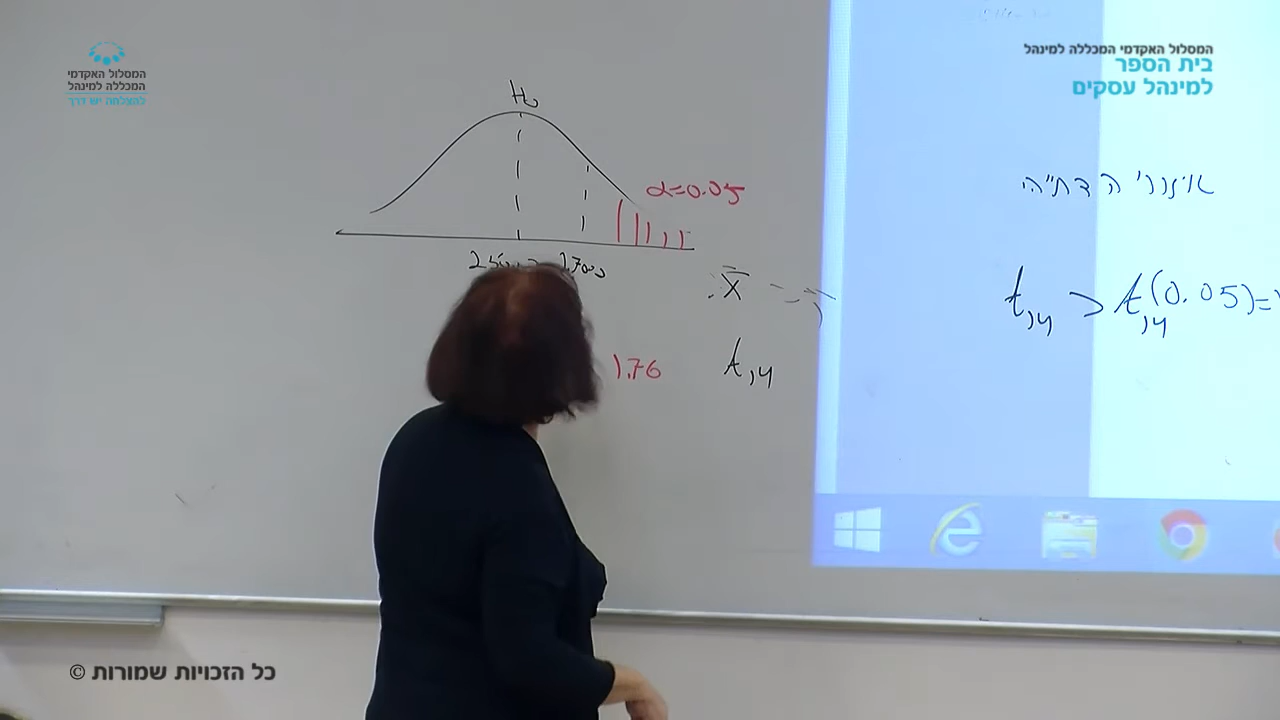 המסלול האקדמי המכללה למינהל
בית הספר
למינהל עסקים
המסלול האקדמי
המכללה למינהל
להצלחה יש דרך
H₀
α=0.05
X̄
1.76
t,14
איזורי הדחייה
t,14 > t,14(0.05)=
כל הזכויות שמורות ©